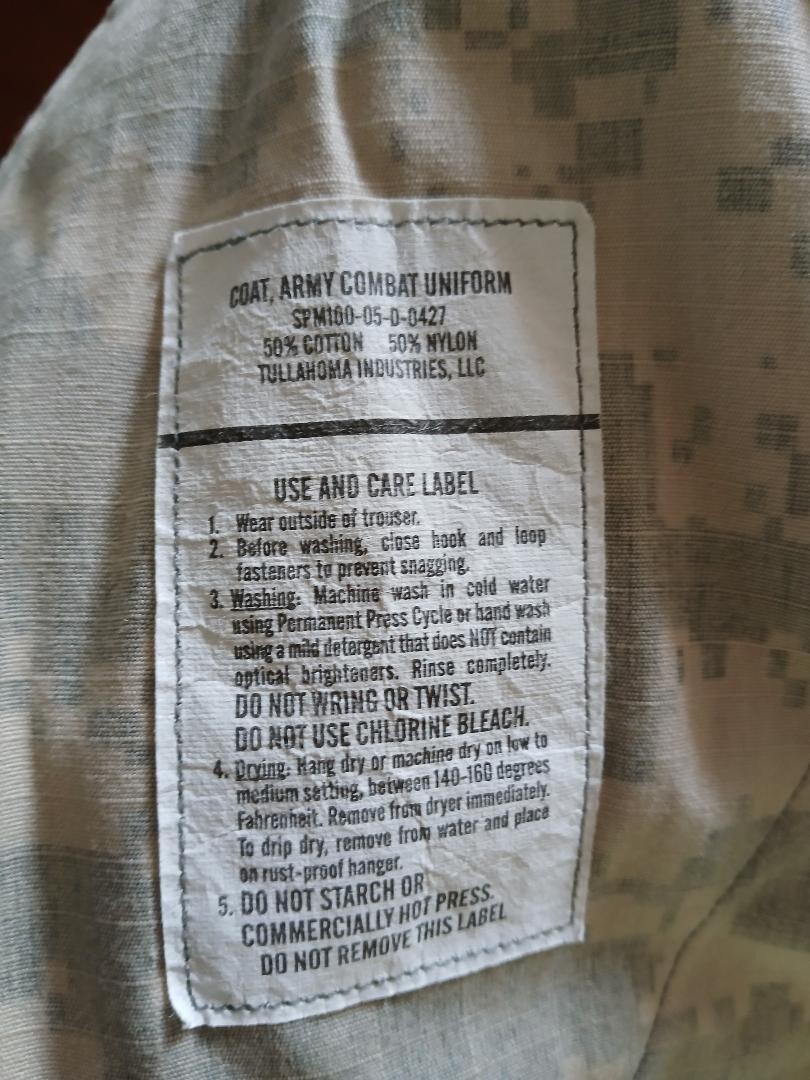 COAT, ARMY COMBAT UNIFORM
SPM100-05-D-0427
50% COTTON 50% NYLON
TULLAHOMA INDUSTRIES, LLC
USE AND CARE LABEL
1. Wear outside of trouser.
2. Before washing, close hook and loop
fasteners to prevent snagging.
3. Washing: Machine wash in cold water
using Permanent Press Cycle or hand wash
using a mild detergent that does NOT contain
optical brighteners. Rinse completely.
DO NOT WRING OR TWIST.
DO NOT USE CHLORINE BLEACH.
4. Drying: Hang dry or machine dry on low to
medium setting, between 140-160 degrees
Fahrenheit. Remove from dryer immediately.
To drip dry, remove from water and place
on rust-proof hanger.
5. DO NOT STARCH OR
COMMERCIALLY HOT PRESS.
DO NOT REMOVE THIS LABEL